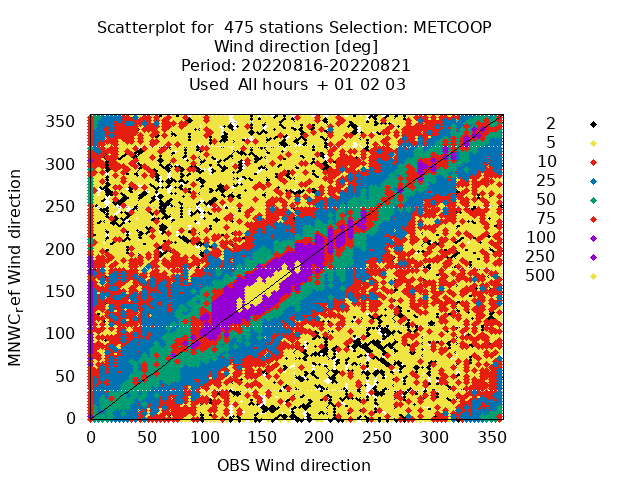 Scatterplot for  475 stations Selection: METCOOP
Wind direction [deg]
Period: 20220816-20220821
Used  All hours  + 01 02 03
MNWC_ref Wind direction
350
300
250
200
150
100
50
0
0 50 100 150 200 250 300 350
OBS Wind direction
2
5
10
25
50
75
100
250
500